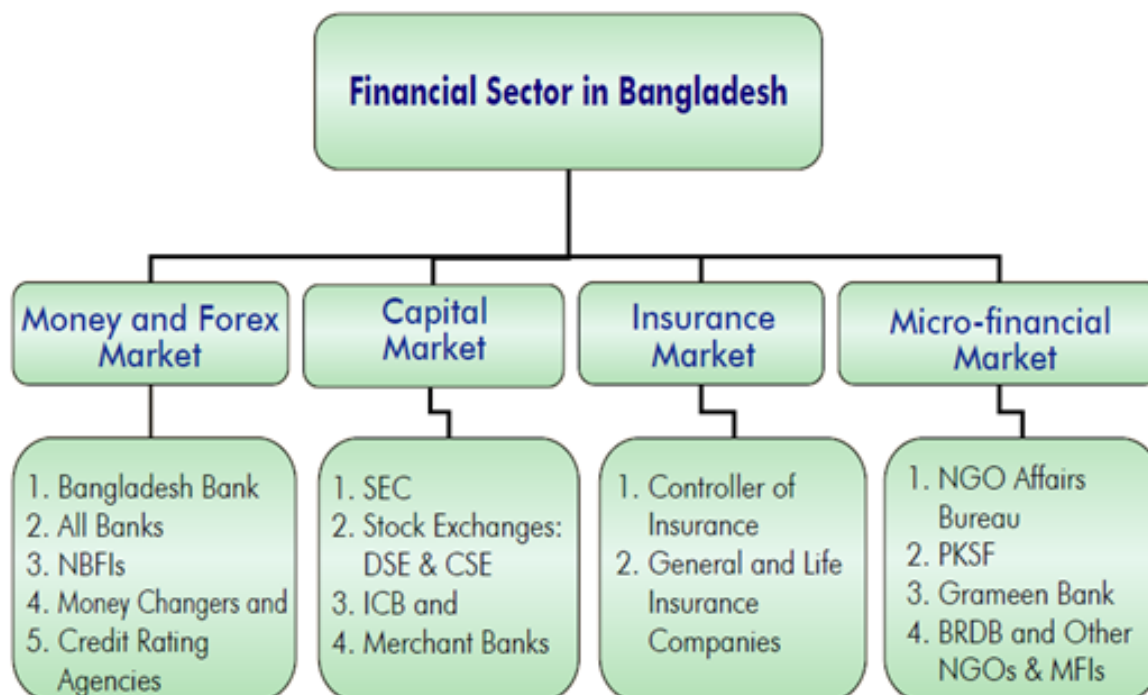 Financial Sector in Bangladesh
Money and Forex
Market
Capital
Market
Insurance
Market
Micro-financial
Market
1. Bangladesh Bank
2. All Banks
3. NBFIs
4. Money Changers and
5. Credit Rating
Agencies
1. SEC
2. Stock Exchanges:
DSE & CSE
3. ICB and
4. Merchant Banks
1. Controller of
Insurance
2. General and Life
Insurance
Companies
1. NGO Affairs
Bureau
2. PKSF
3. Grameen Bank
4. BRDB and Other
NGOs & MFIs